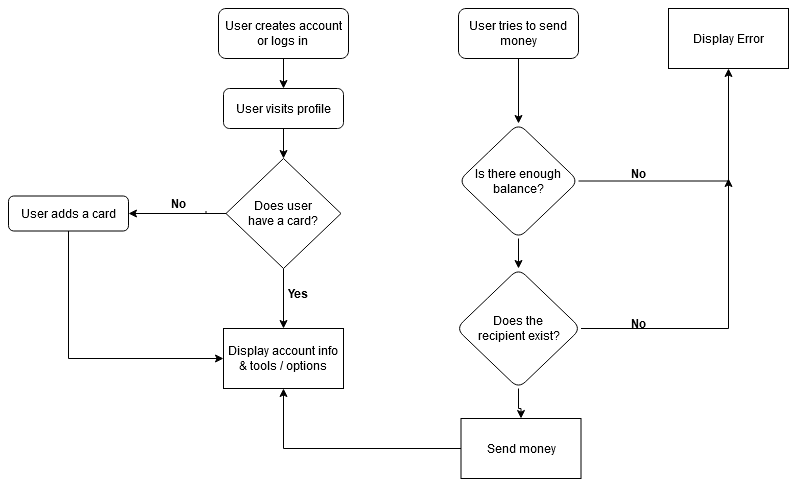 User creates account
or logs in
User tries to send
money
Display Error
User visits profile
Is there enough
balance?
No
Does user
have a card?
No
User adds a card
Yes
Does the
recipient exist?
No
Display account info
& tools / options
Send money